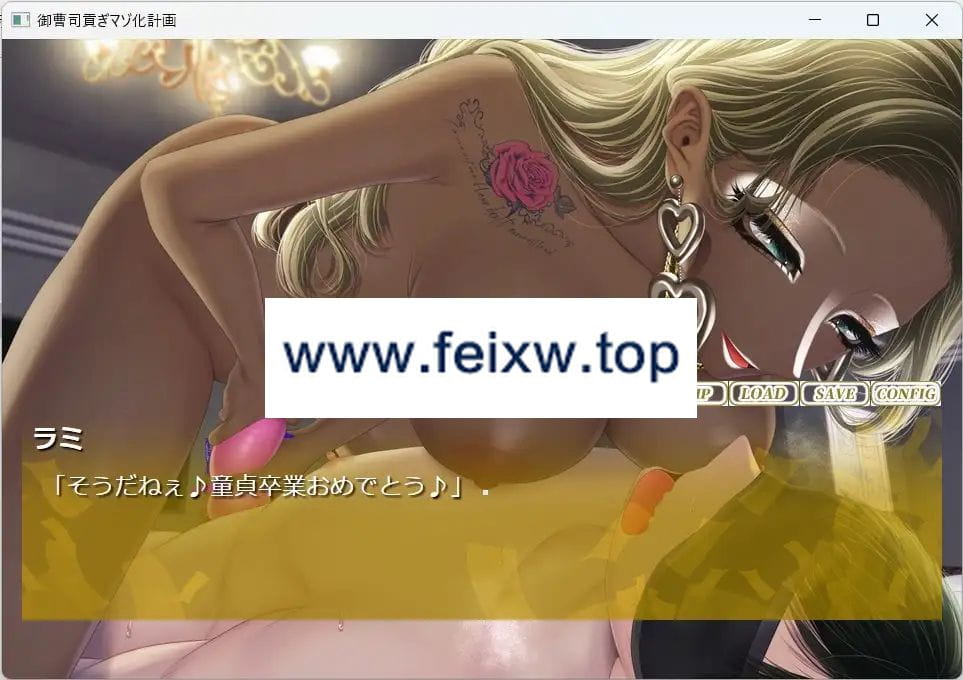 御曹司貢ぎマゾ化計画
www.feixw.top
LOAD SAVE CONFIG
ラミ
「そうだねぇ♪童貞卒業おめでとう♪」